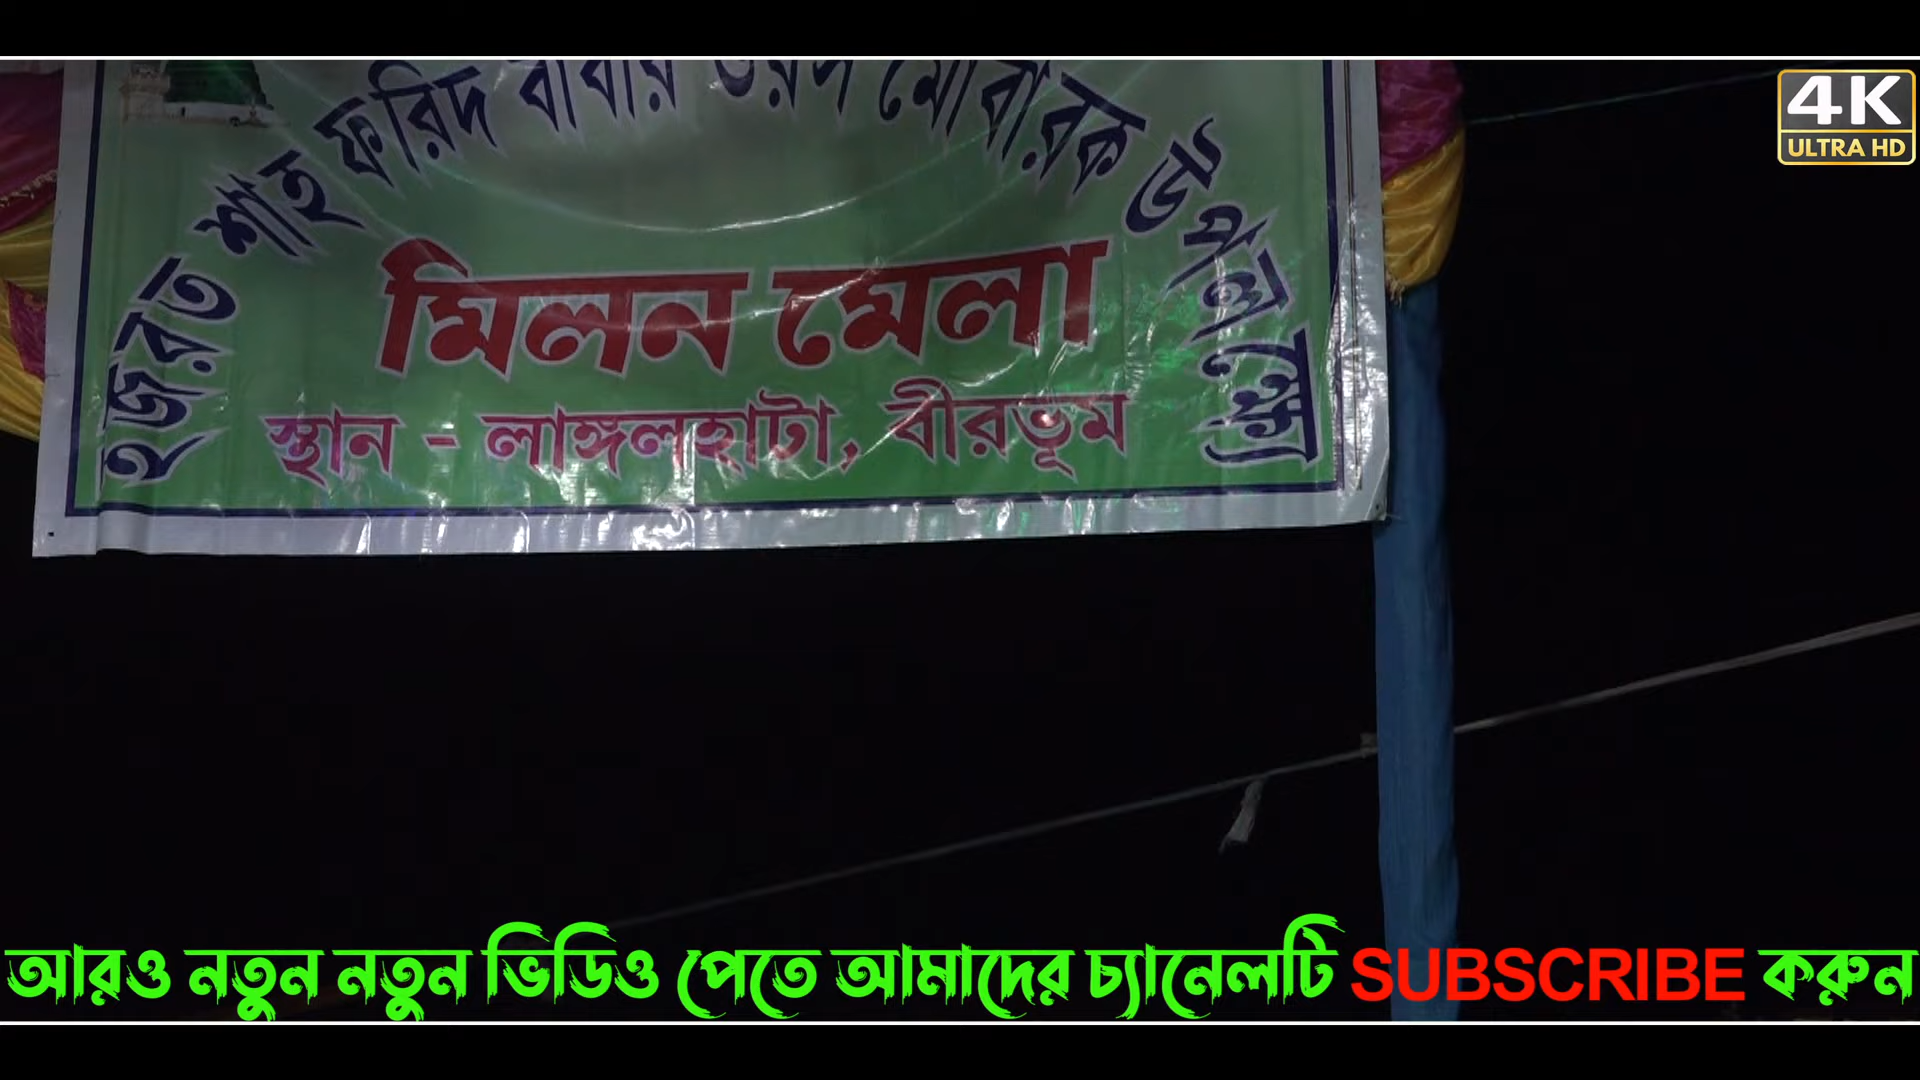 4K
ULTRA HD
হজরত শাহ ফরিদ বাবার ওরস মোবারক উপলক্ষে
মিলন মেলা
স্থান - লাঙ্গলহাটা, বীরভূম
আরও নতুন নতুন ভিডিও পেতে আমাদের চ্যানেলটি SUBSCRIBE করুন